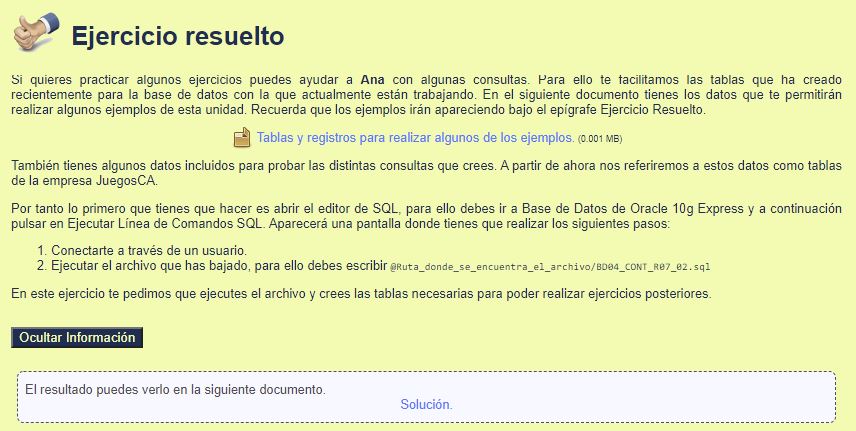 Ejercicio resuelto
Si quieres practicar algunos ejercicios puedes ayudar a Ana con algunas consultas. Para ello te facilitamos las tablas que ha creado
recientemente para la base de datos con la que actualmente están trabajando. En el siguiente documento tienes los datos que te permitirán
realizar algunos ejemplos de esta unidad. Recuerda que los ejemplos irán apareciendo bajo el epígrafe Ejercicio Resuelto.
Tablas y registros para realizar algunos de los ejemplos. (0.001 MB)
También tienes algunos datos incluidos para probar las distintas consultas que crees. A partir de ahora nos referiremos a estos datos como tablas
de la empresa JuegosCA.
Por tanto lo primero que tienes que hacer es abrir el editor de SQL, para ello debes ir a Base de Datos de Oracle 10g Express y a continuación
pulsar en Ejecutar Línea de Comandos SQL. Aparecerá una pantalla donde tienes que realizar los siguientes pasos:
1. Conectarte a través de un usuario.
2. Ejecutar el archivo que has bajado, para ello debes escribir @Ruta_donde_se_encuentra_el_archivo/BD04_CONT_R07_02.sql
En este ejercicio te pedimos que ejecutes el archivo y crees las tablas necesarias para poder realizar ejercicios posteriores.
Ocultar Información
El resultado puedes verlo en la siguiente documento.
Solución.